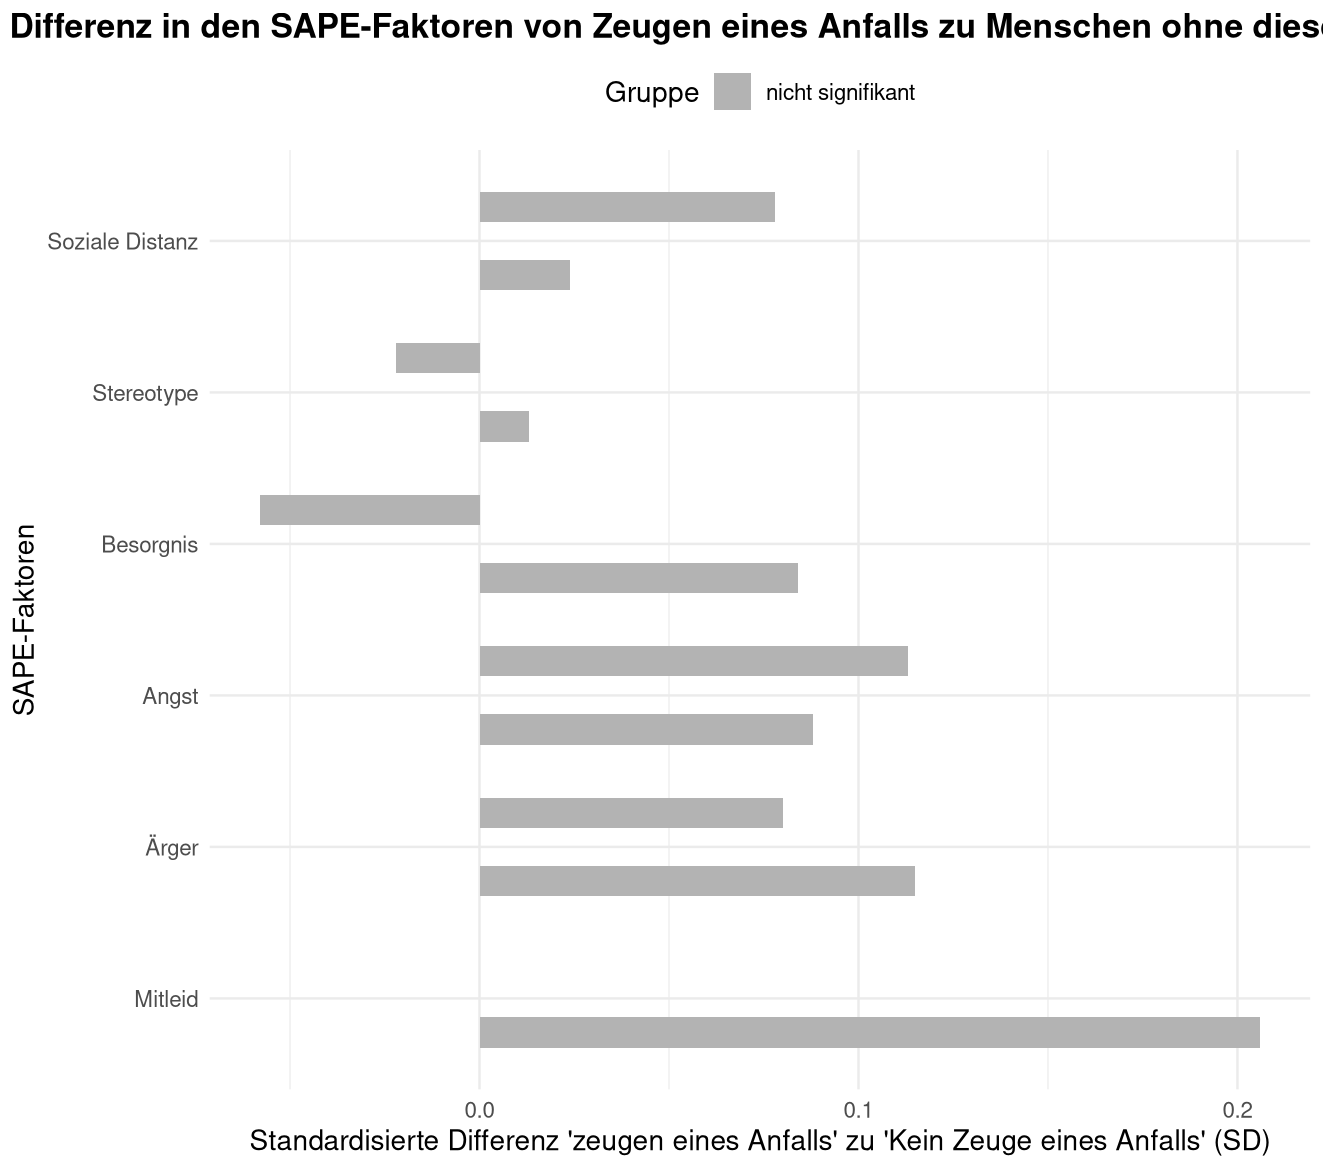 Differenz in den SAPE-Faktoren von Zeugen eines Anfalls zu Menschen ohne
Gruppe nicht signifikant
SAPE-Faktoren
Soziale Distanz
Stereotype
Besorgnis
Angst
Ärger
Mitleid
0.0 0.1 0.2
Standardisierte Differenz 'zeugen eines Anfalls' zu 'Kein Zeuge eines Anfalls' (SD)